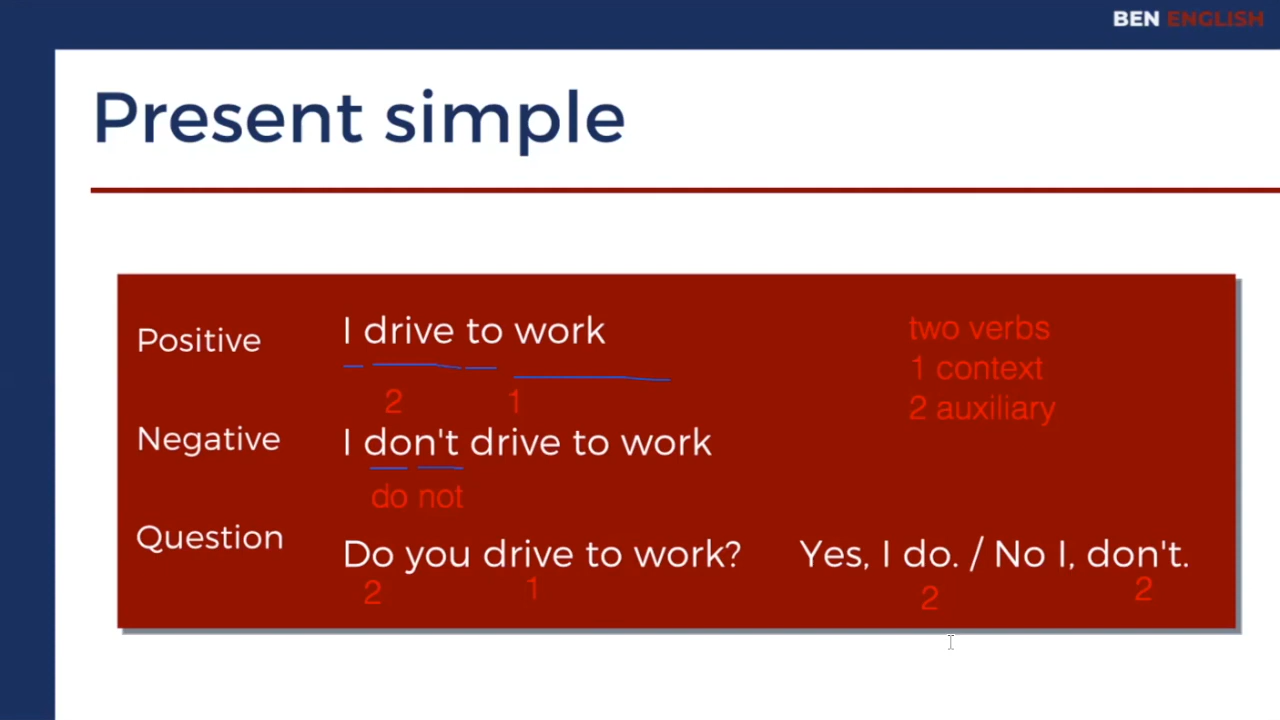 BEN ENGLISH
Present simple
Positive I drive to work
two verbs
1 context
2 auxiliary
2 1
Negative I don't drive to work
do not
Question Do you drive to work? Yes, I do. / No I, don't.
2 1 2 2